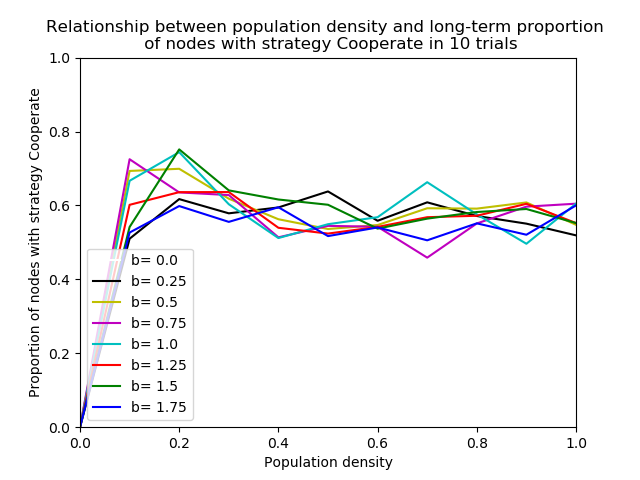 Relationship between population density and long-term proportion
of nodes with strategy Cooperate in 10 trials
Proportion of nodes with strategy Cooperate
1.0
0.8
0.6
0.4
0.2
0.0
b= 0.0
b= 0.25
b= 0.5
b= 0.75
b= 1.0
b= 1.25
b= 1.5
b= 1.75
0.0 0.2 0.4 0.6 0.8 1.0
Population density